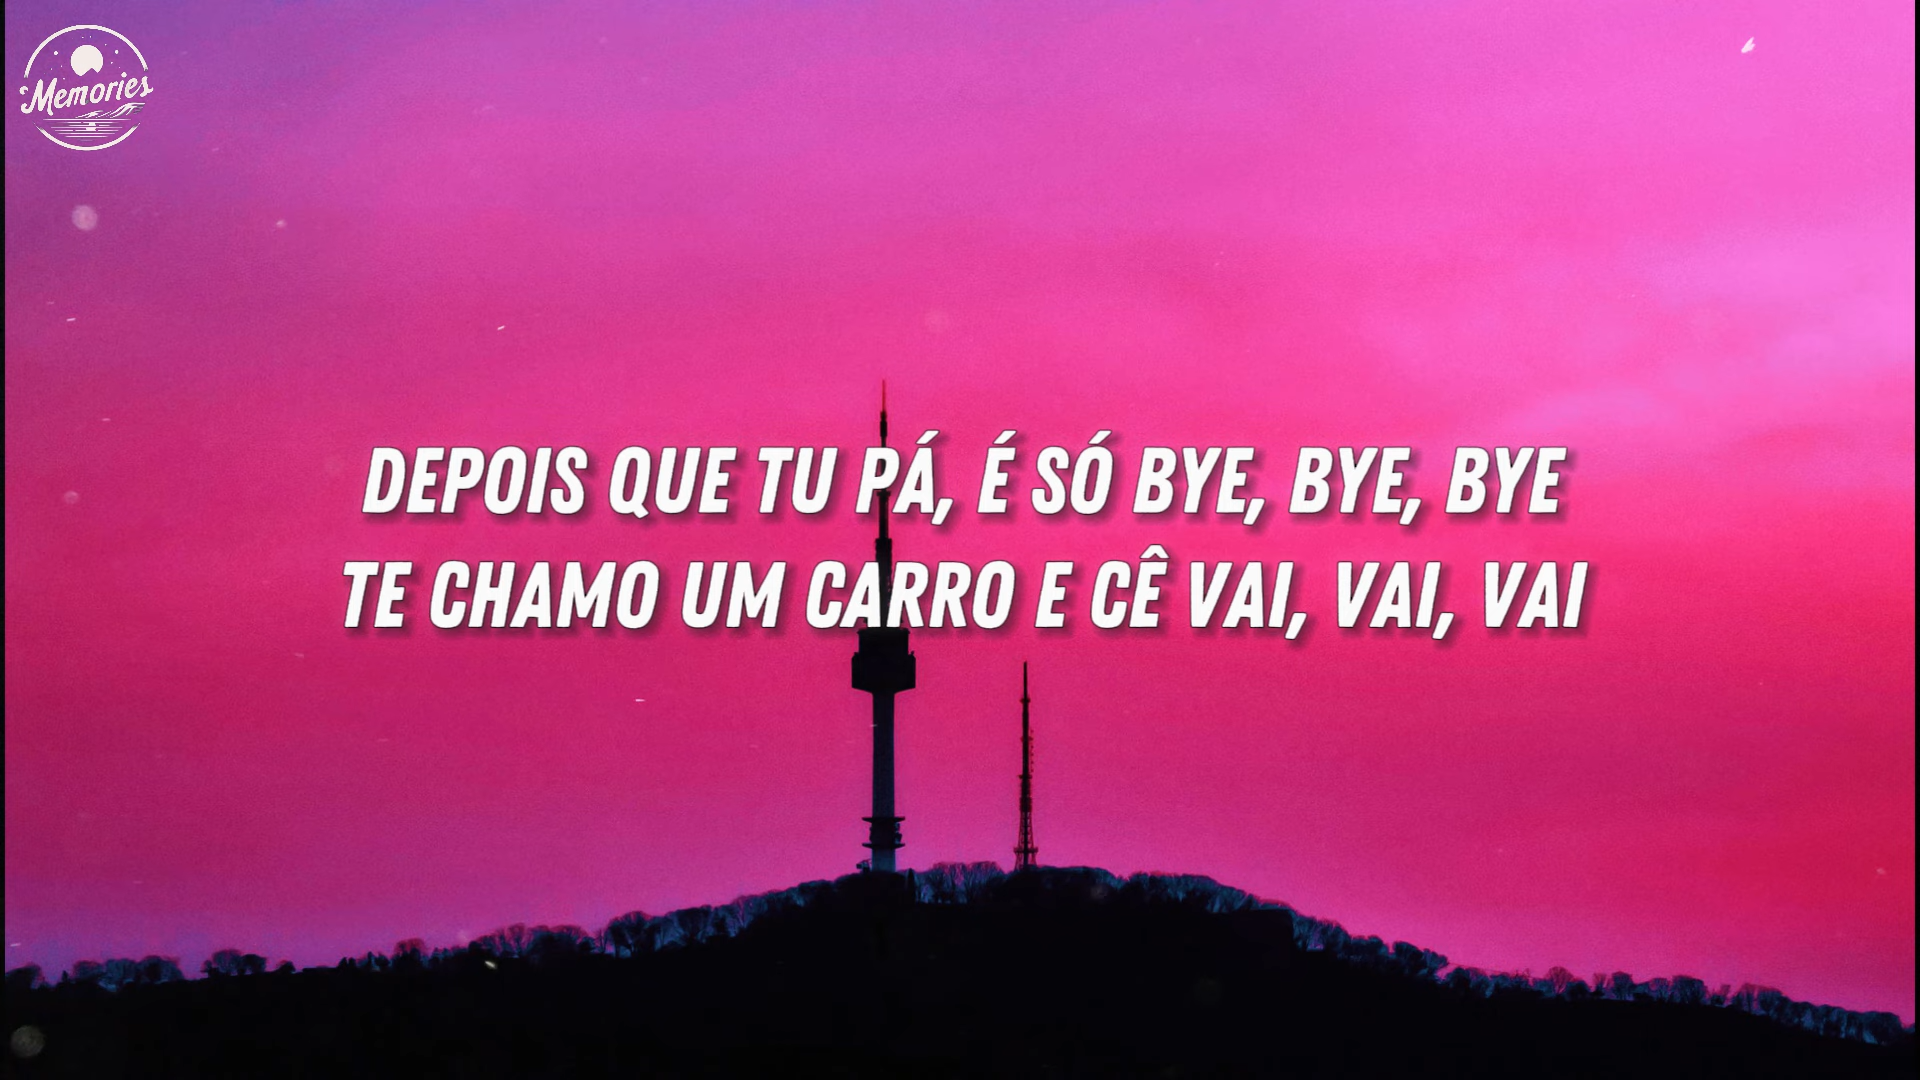 Memories
DEPOIS QUE TU PÁ, É SÓ BYE, BYE, BYE
TE CHAMO UM CARRO E CÊ VAI, VAI, VAI